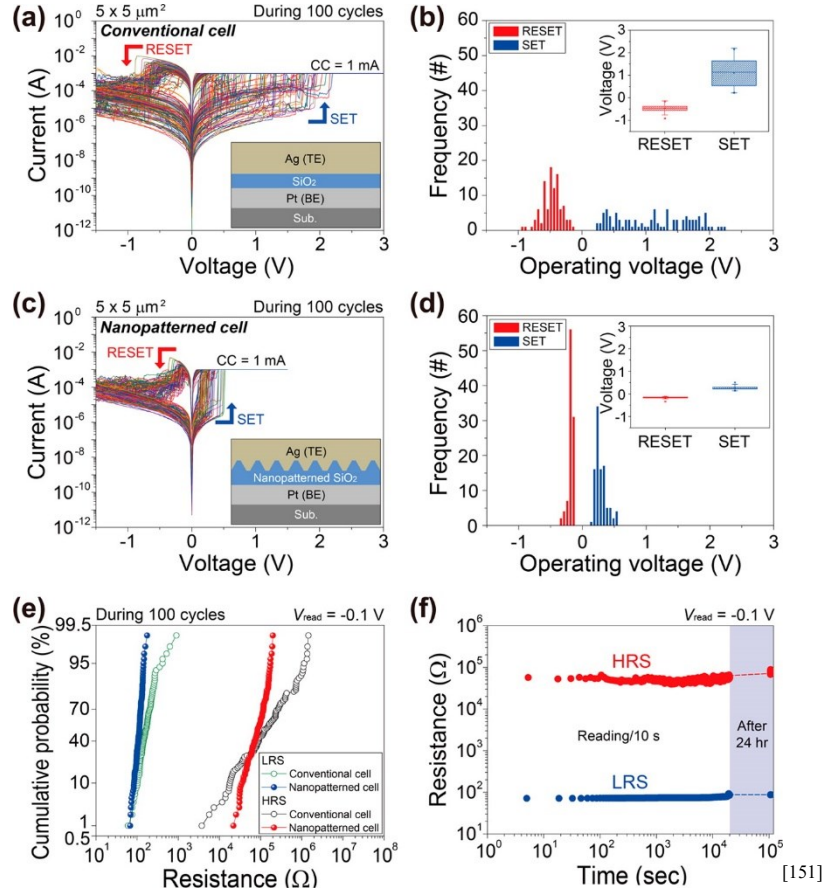 (a) 5 x 5 μm² During 100 cycles
Conventional cell
RESET
CC = 1 mA
SET
Ag (TE)
SiO₂
Pt (BE)
Sub.
Current (A)
10⁰
10⁻²
10⁻⁴
10⁻⁶
10⁻⁸
10⁻¹⁰
10⁻¹²
-1 0 1 2 3
Voltage (V)
(b)
RESET
SET
Frequency (#)
60
50
40
30
20
10
0
-1 0 1 2 3
Operating voltage (V)
Voltage (V)
3
2
1
0
-1
RESET SET
(c) 5 x 5 μm² During 100 cycles
Nanopatterned cell
RESET
CC = 1 mA
SET
Ag (TE)
Nanopatterned SiO₂
Pt (BE)
Sub.
Current (A)
10⁰
10⁻²
10⁻⁴
10⁻⁶
10⁻⁸
10⁻¹⁰
10⁻¹²
-1 0 1 2 3
Voltage (V)
(d)
RESET
SET
Frequency (#)
60
50
40
30
20
10
0
-1 0 1 2 3
Operating voltage (V)
Voltage (V)
3
2
1
0
-1
RESET SET
(e) During 100 cycles Vread = -0.1 V
Cumulative probability (%)
99.5
95
70
40
10
1
0.5
LRS
Conventional cell
Nanopatterned cell
HRS
Conventional cell
Nanopatterned cell
10¹ 10² 10³ 10⁴ 10⁵ 10⁶ 10⁷ 10⁸
Resistance (Ω)
(f) Vread = -0.1 V
Resistance (Ω)
10⁶
10⁵
10⁴
10³
10²
10¹
HRS
Reading/10 s
After
24 hr
LRS
10⁰ 10¹ 10² 10³ 10⁴ 10⁵
Time (sec)
[151]